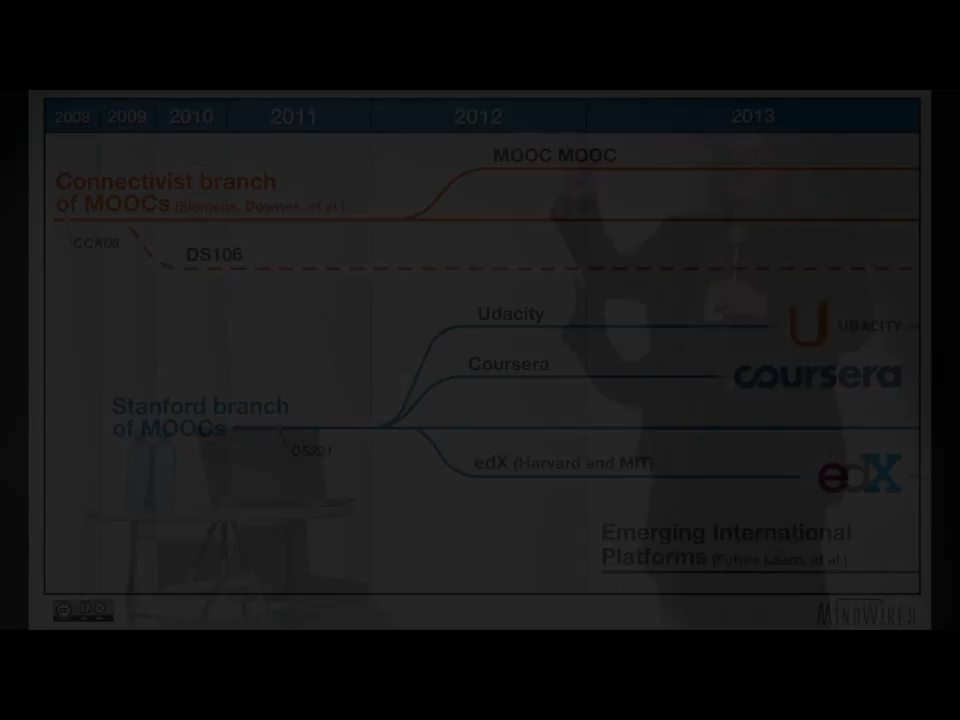 2008 2009 2010 2011 2012 2013
MOOC MOOC
Connectivist branch
of MOOCs (Siemens, Downes, et al.)
CCK08
DS106
Udacity
UDACITY
Coursera
coursera
Stanford branch
of MOOCs
CS221
edX (Harvard and MIT)
edX
Emerging International
Platforms (Future Learn, et al.)
MINDWIRES